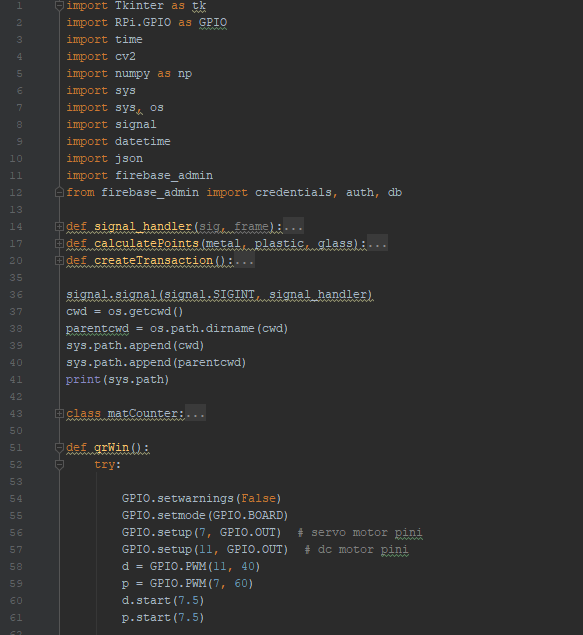 1 import Tkinter as tk
2 import RPi.GPIO as GPIO
3 import time
4 import cv2
5 import numpy as np
6 import sys
7 import sys, os
8 import signal
9 import datetime
10 import json
11 import firebase_admin
12 from firebase_admin import credentials, auth, db
13
14 def signal_handler(sig, frame):...
17 def calculatePoints(metal, plastic, glass):...
20 def createTransaction():...
35
36 signal.signal(signal.SIGINT, signal_handler)
37 cwd = os.getcwd()
38 parentcwd = os.path.dirname(cwd)
39 sys.path.append(cwd)
40 sys.path.append(parentcwd)
41 print(sys.path)
42
43 class matCounter:...
50
51 def grWin():
52 try:
53
54 GPIO.setwarnings(False)
55 GPIO.setmode(GPIO.BOARD)
56 GPIO.setup(7, GPIO.OUT)  # servo motor pini
57 GPIO.setup(11, GPIO.OUT)  # dc motor pini
58 d = GPIO.PWM(11, 40)
59 p = GPIO.PWM(7, 60)
60 d.start(7.5)
61 p.start(7.5)
62